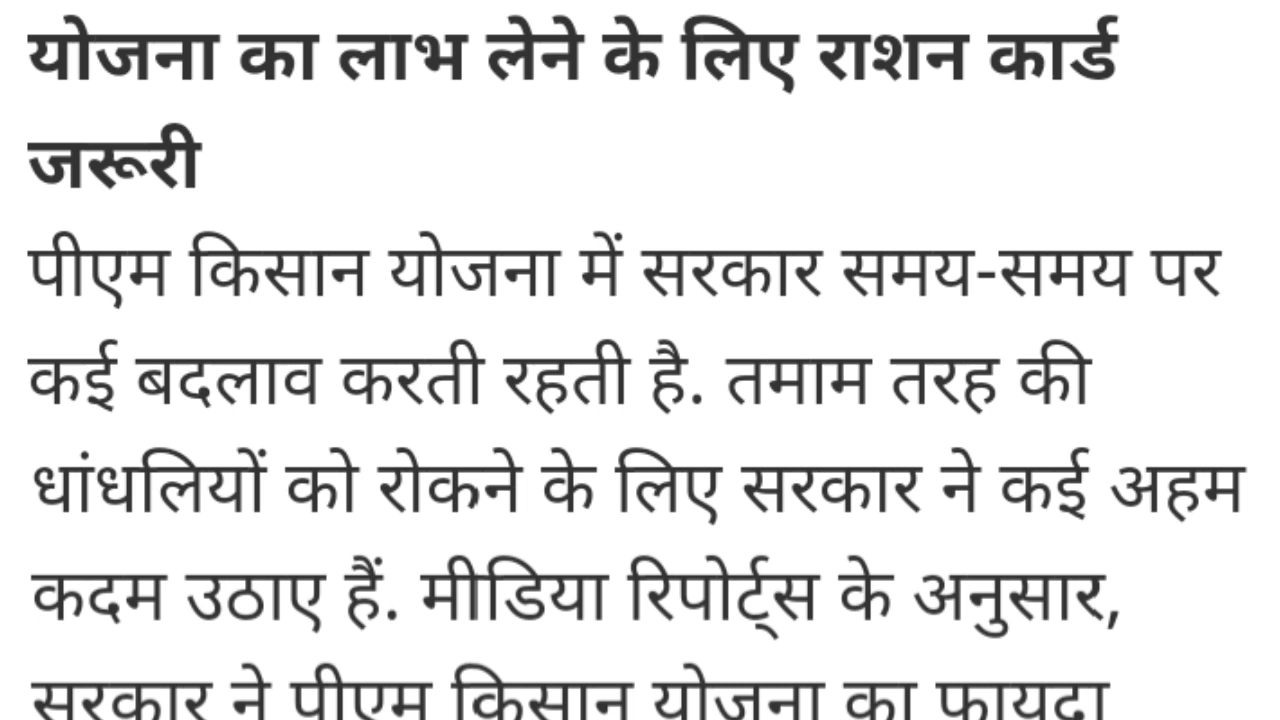 योजना का लाभ लेने के लिए राशन कार्ड
जरूरी
पीएम किसान योजना में सरकार समय-समय पर
कई बदलाव करती रहती है. तमाम तरह की
धांधलियों को रोकने के लिए सरकार ने कई अहम
कदम उठाए हैं. मीडिया रिपोर्ट्स के अनुसार,
सरकार ने पीएम किसान योजना का फायदा